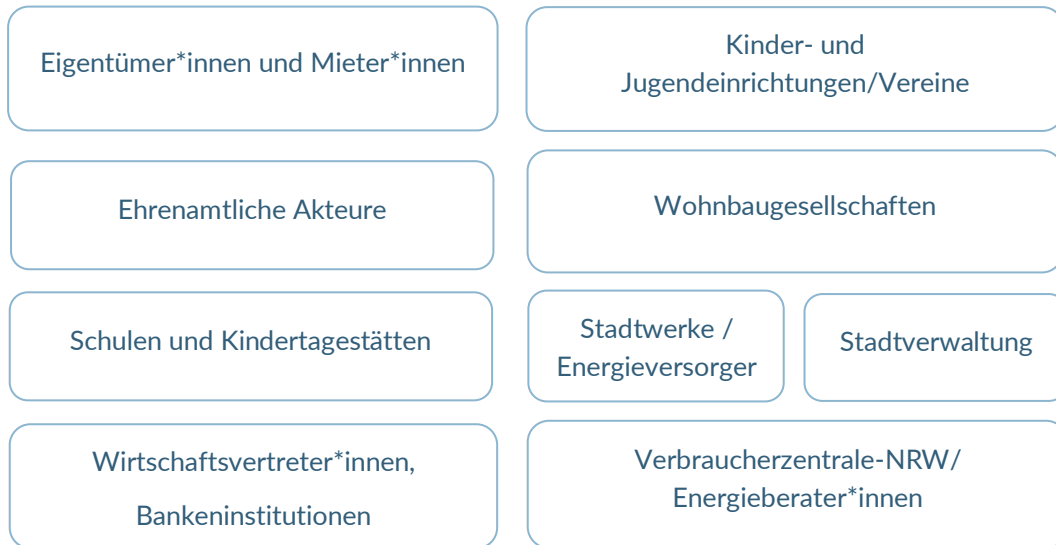 Eigentümer*innen und Mieter*innen
Kinder- und
Jugendeinrichtungen/Vereine
Ehrenamtliche Akteure
Wohnbaugesellschaften
Schulen und Kindertagestätten
Stadtwerke /
Energieversorger
Stadtverwaltung
Wirtschaftsvertreter*innen,
Bankeninstitutionen
Verbraucherzentrale-NRW/
Energieberater*innen